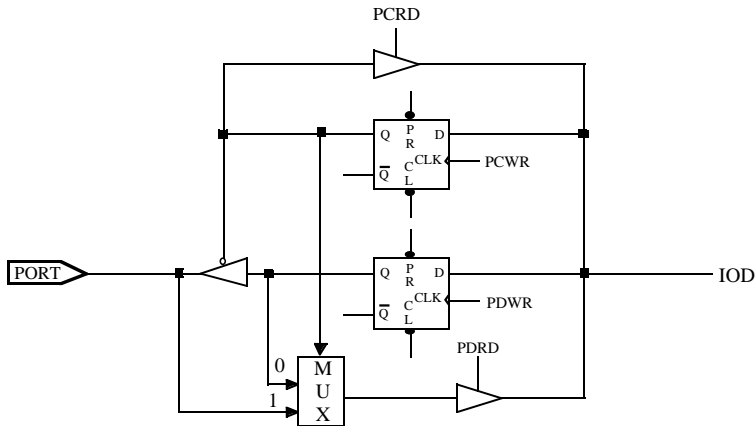 PCRD
Q P R D
CLK
Q C L
PCWR
PORT
Q P R D
CLK
Q C L
PDWR
IOD
PDRD
0
1
M
U
X